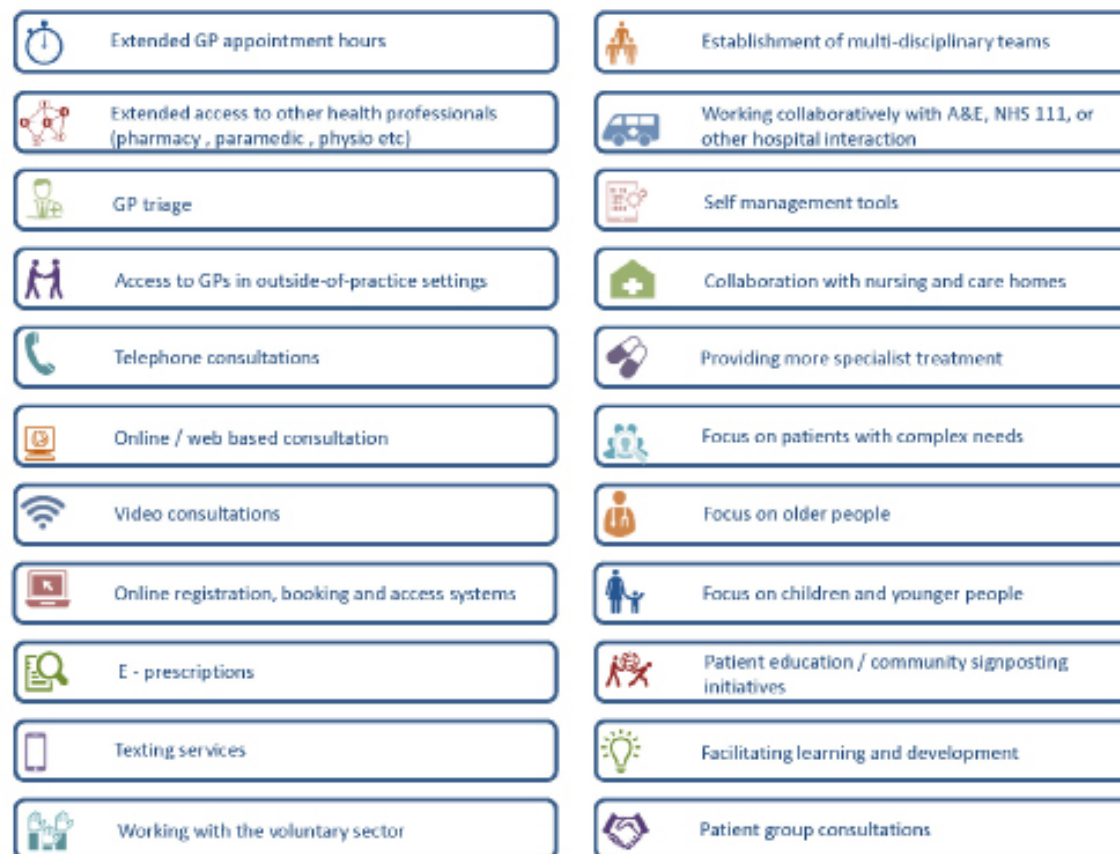 Extended GP appointment hours
Extended access to other health professionals
(pharmacy , paramedic , physio etc)
GP triage
Access to GPs in outside-of-practice settings
Telephone consultations
Online / web based consultation
Video consultations
Online registration, booking and access systems
E - prescriptions
Texting services
Working with the voluntary sector
Establishment of multi-disciplinary teams
Working collaboratively with A&E, NHS 111, or
other hospital interaction
Self management tools
Collaboration with nursing and care homes
Providing more specialist treatment
Focus on patients with complex needs
Focus on older people
Focus on children and younger people
Patient education / community signposting
initiatives
Facilitating learning and development
Patient group consultations